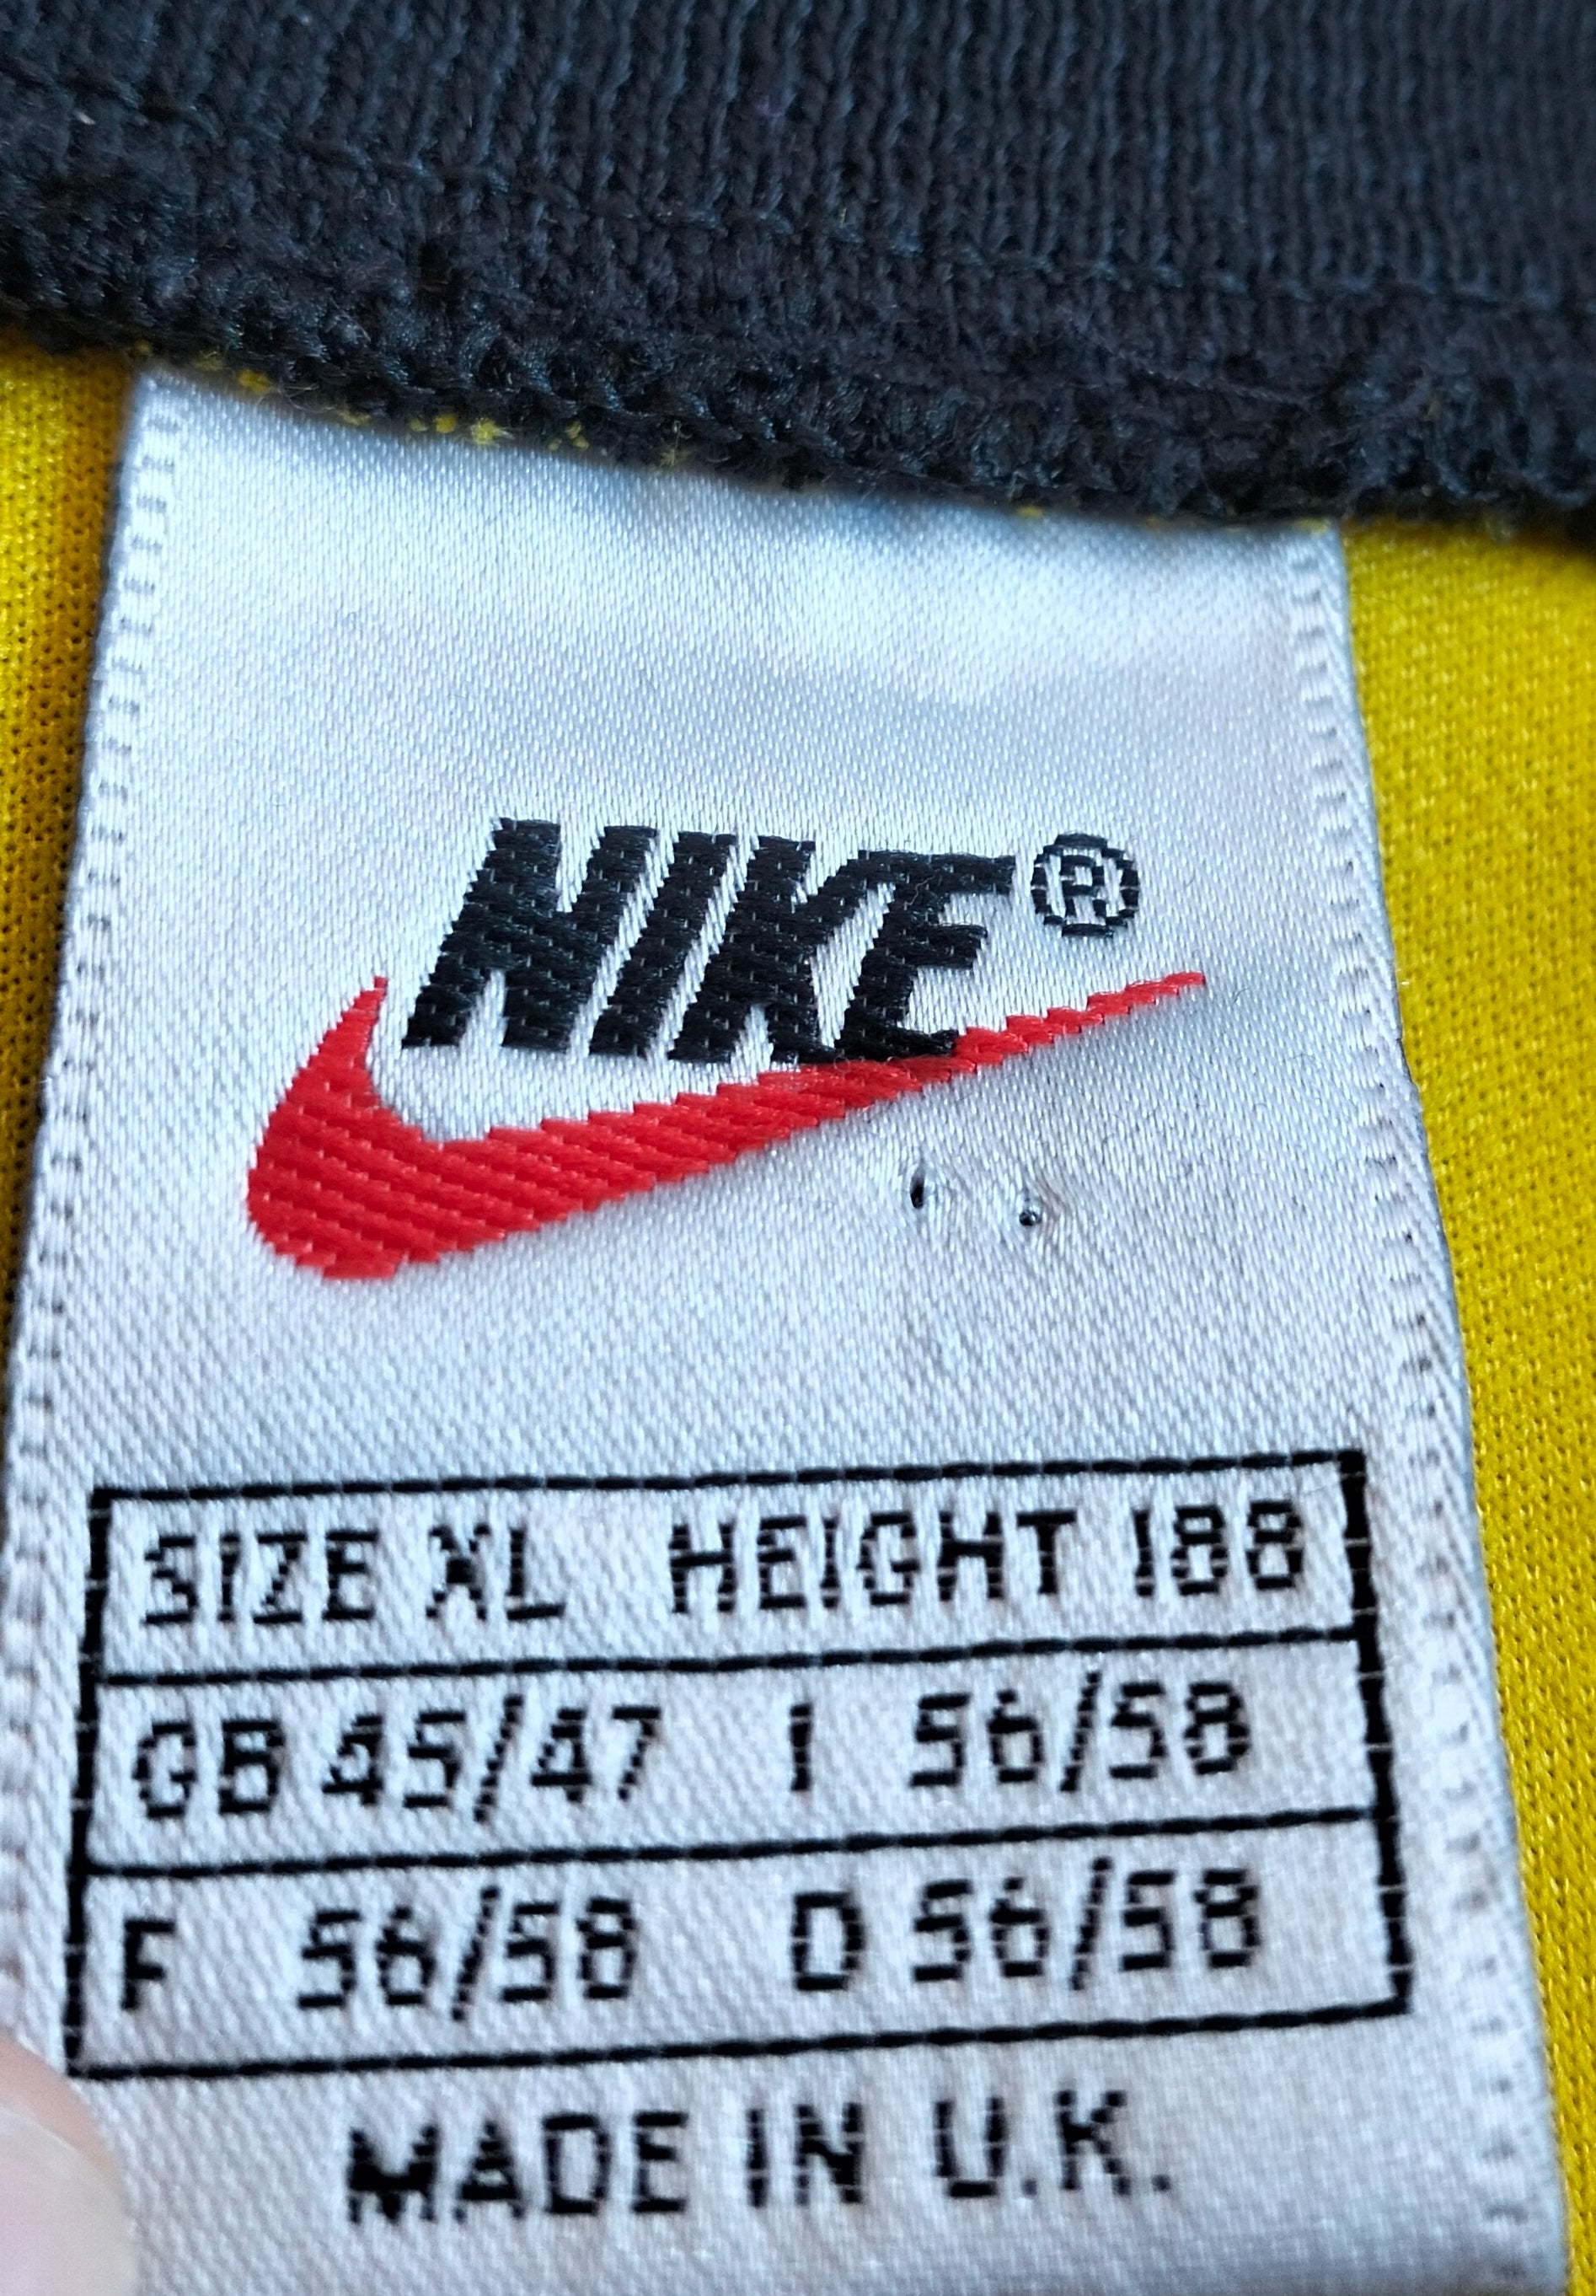 NIKE®
SIZE XL HEIGHT 188
GB 45/47 I 56/58
F 56/58 D 56/58
MADE IN U.K.